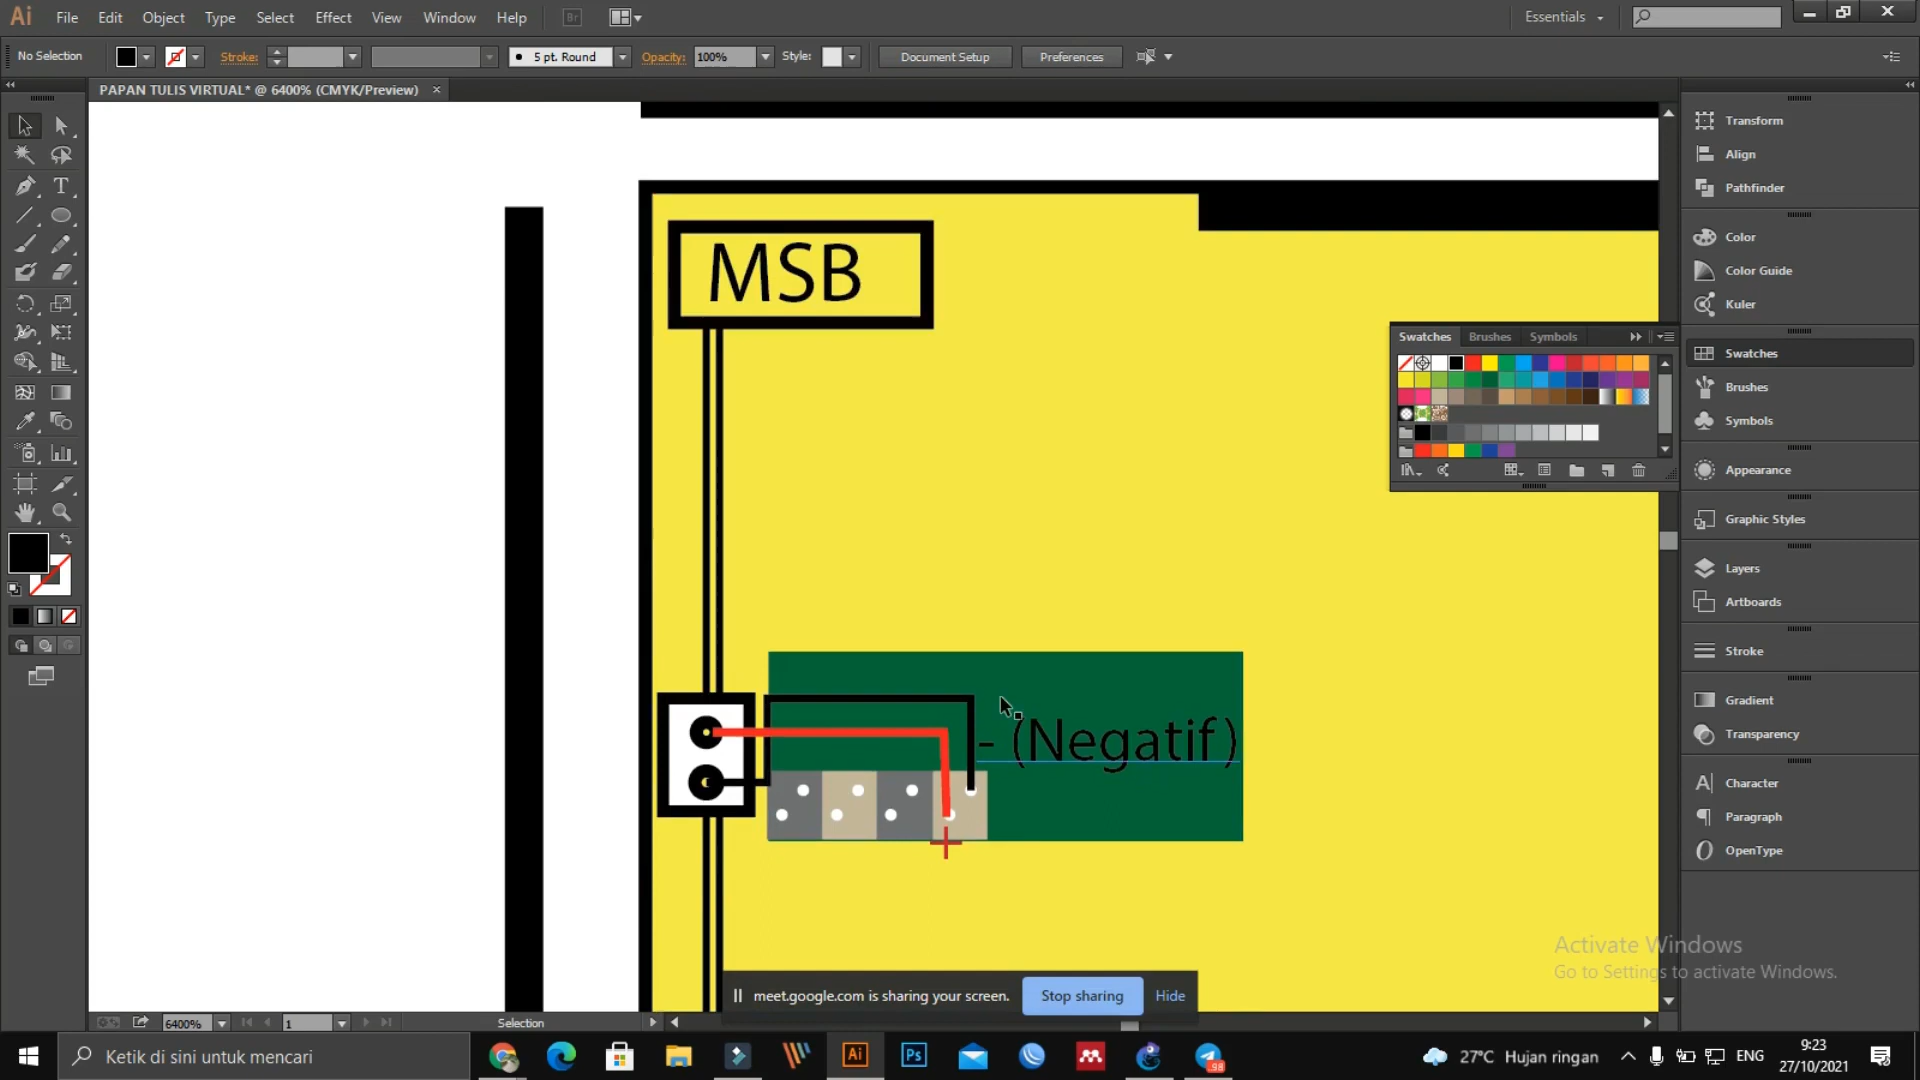 Ai File Edit Object Type Select Effect View Window Help Br Essentials
No Selection Stroke: 5 pt. Round Opacity: 100% Style: Document Setup Preferences
PAPAN TULIS VIRTUAL* @ 6400% (CMYK/Preview) ×
Transform
Align
Pathfinder
Color
Color Guide
Kuler
Swatches Brushes Symbols
Swatches
Brushes
Symbols
Appearance
Graphic Styles
Layers
Artboards
Stroke
Gradient
Transparency
Character
Paragraph
OpenType
MSB
- (Negatif)
+
Activate Windows
Go to Settings to activate Windows.
meet.google.com is sharing your screen. Stop sharing Hide
6400% 1 Selection
Ketik di sini untuk mencari
Ai Ps 98
27°C Hujan ringan ENG 9:23
27/10/2021